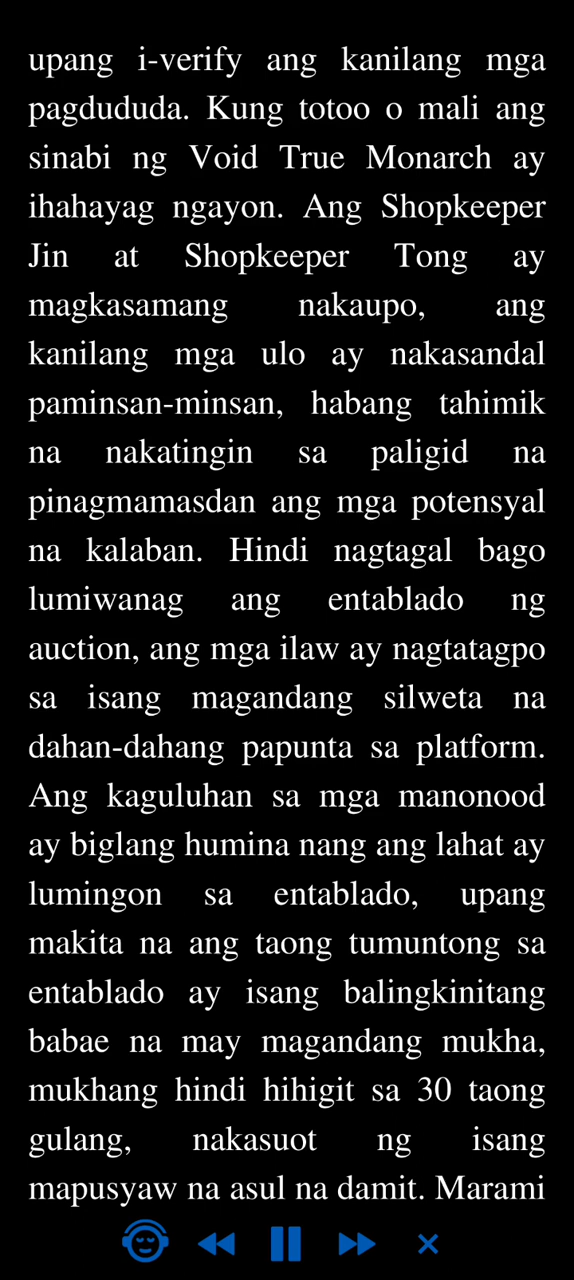 upang i-verify ang kanilang mga
pagdududa. Kung totoo o mali ang
sinabi ng Void True Monarch ay
ihahayag ngayon. Ang Shopkeeper
Jin at Shopkeeper Tong ay
magkasamang nakaupo, ang
kanilang mga ulo ay nakasandal
paminsan-minsan, habang tahimik
na nakatingin sa paligid na
pinagmamasdan ang mga potensyal
na kalaban. Hindi nagtagal bago
lumiwanag ang entablado ng
auction, ang mga ilaw ay nagtatagpo
sa isang magandang silweta na
dahan-dahang papunta sa platform.
Ang kaguluhan sa mga manonood
ay biglang humina nang ang lahat ay
lumingon sa entablado, upang
makita na ang taong tumuntong sa
entablado ay isang balingkinitang
babae na may magandang mukha,
mukhang hindi hihigit sa 30 taong
gulang, nakasuot ng isang
mapusyaw na asul na damit. Marami